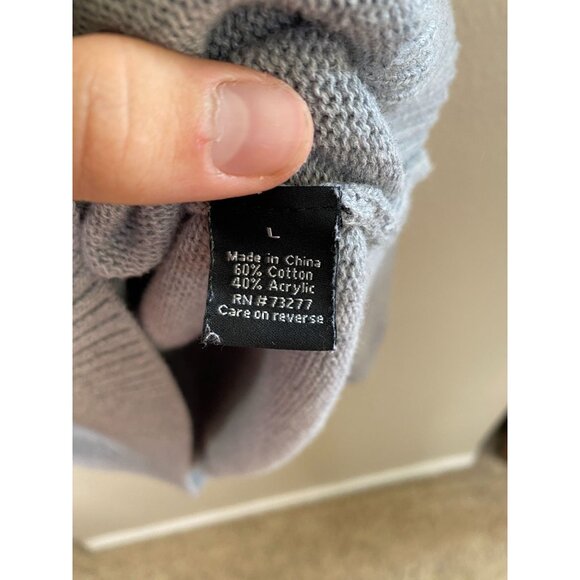 L
Made in China
60% Cotton
40% Acrylic
RN #73277
Care on reverse